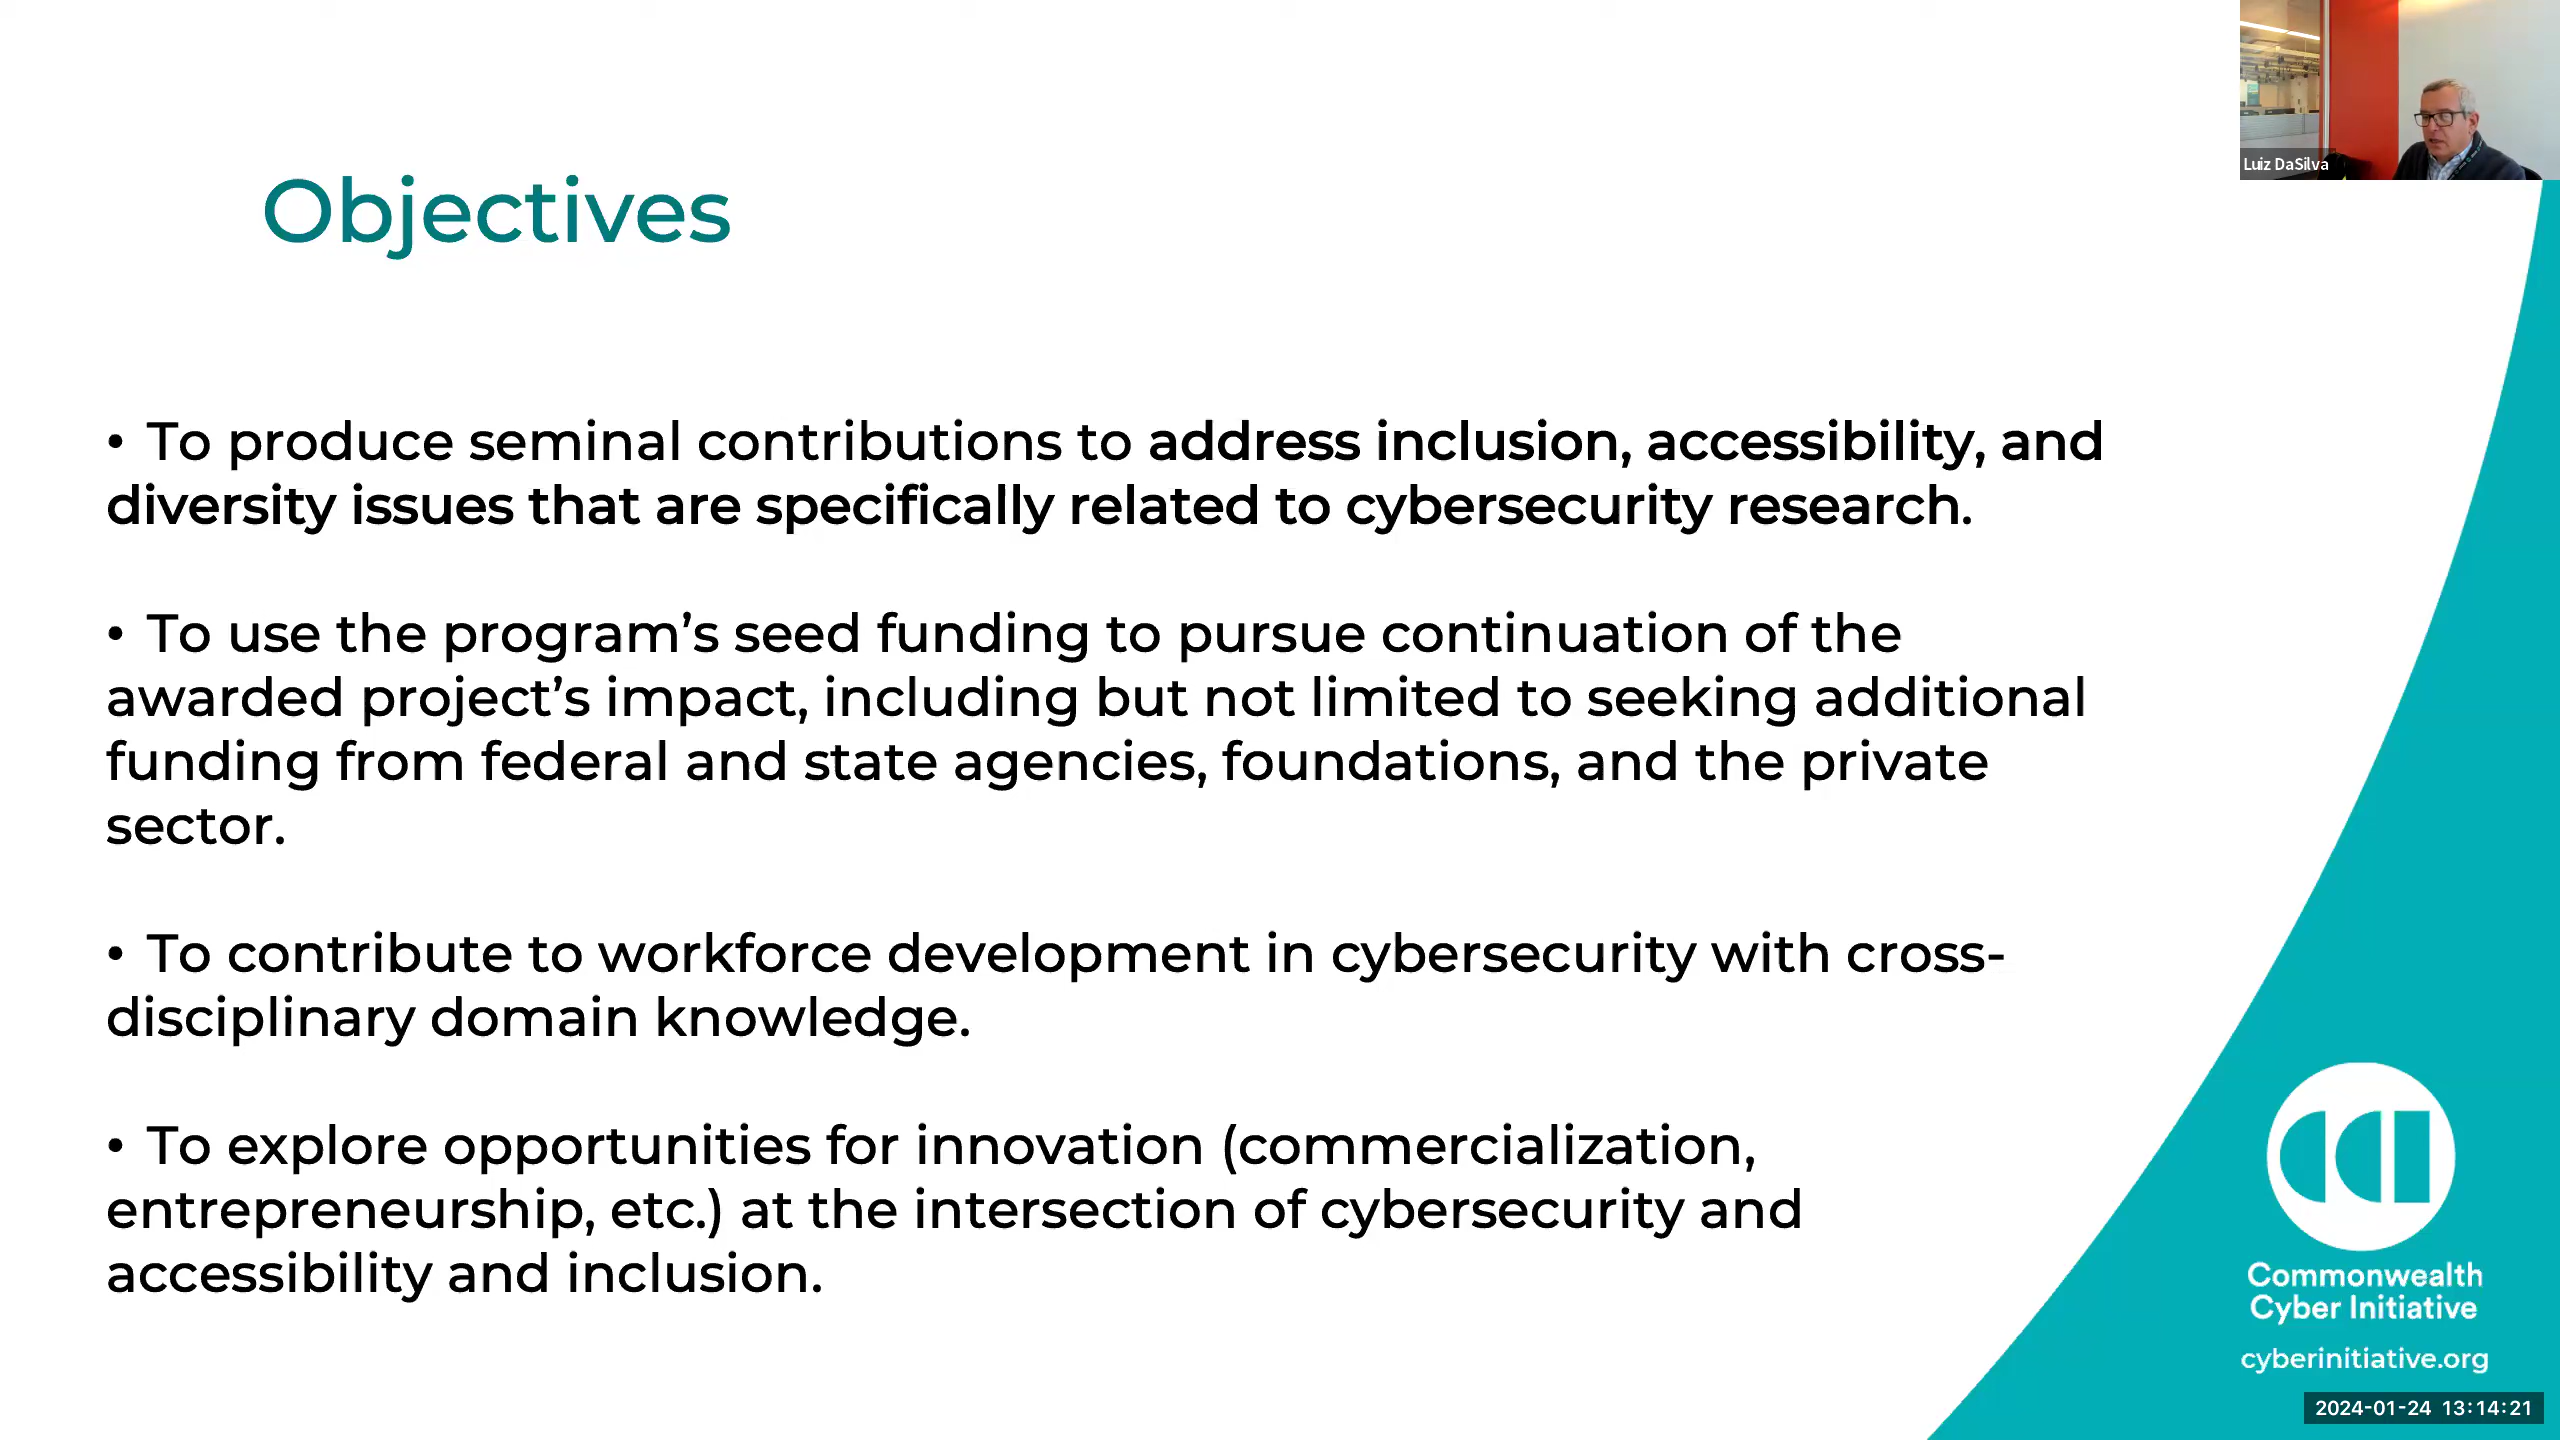 Luiz DaSilva
Objectives
• To produce seminal contributions to address inclusion, accessibility, and
diversity issues that are specifically related to cybersecurity research.
• To use the program’s seed funding to pursue continuation of the
awarded project’s impact, including but not limited to seeking additional
funding from federal and state agencies, foundations, and the private
sector.
• To contribute to workforce development in cybersecurity with cross-
disciplinary domain knowledge.
• To explore opportunities for innovation (commercialization,
entrepreneurship, etc.) at the intersection of cybersecurity and
accessibility and inclusion.
CCI
Commonwealth
Cyber Initiative
cyberinitiative.org
2024-01-24 13:14:21